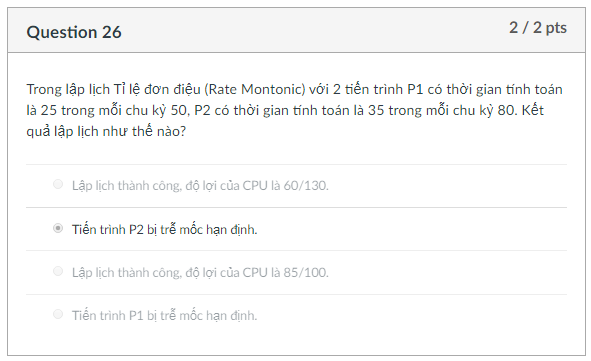 Question 26
2 / 2 pts
Trong lập lịch Tỉ lệ đơn điệu (Rate Montonic) với 2 tiến trình P1 có thời gian tính toán
là 25 trong mỗi chu kỳ 50, P2 có thời gian tính toán là 35 trong mỗi chu kỳ 80. Kết
quả lập lịch như thế nào?
Lập lịch thành công, độ lợi của CPU là 60/130.
Tiến trình P2 bị trễ mốc hạn định.
Lập lịch thành công, độ lợi của CPU là 85/100.
Tiến trình P1 bị trễ mốc hạn định.